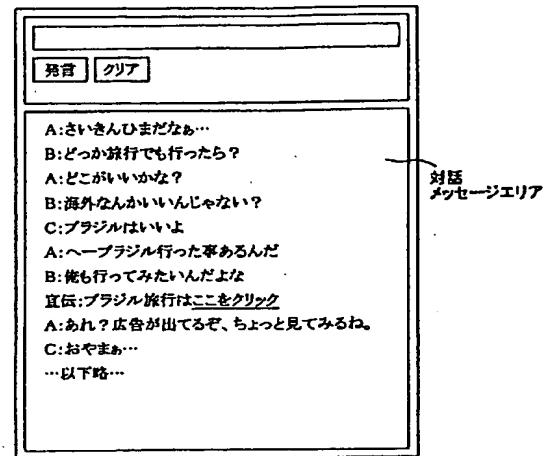 発言 クリア
A:さいきんひまだなぁ…
B:どっか旅行でも行ったら？
A:どこがいいかな？
B:海外なんかいいんじゃない？
C:ブラジルはいいよ
A:へーブラジル行った事あるんだ
B:俺も行ってみたいんだよな
宣伝:ブラジル旅行はここをクリック
A:あれ？広告が出てるぞ、ちょっと見てみるね。
C:おやまぁ…
…以下略…
対話
メッセージエリア